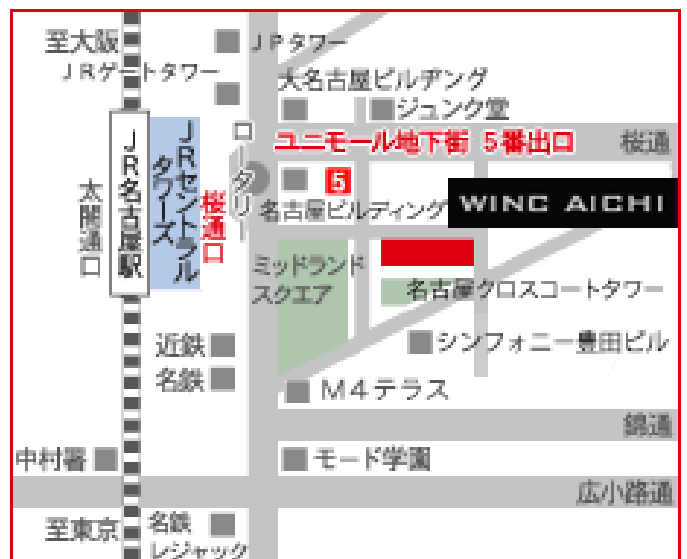 至大阪
JPタワー
JRゲートタワー
大名古屋ビルヂング
ジュンク堂
ユニモール地下街 5番出口
桜通
ロータリー
JR名古屋駅
JRセントラル
タワーズ
桜通口
太閤通口
5
名古屋ビルディング
WINC AICHI
ミッドランド
スクエア
名古屋クロスコートタワー
近鉄
シンフォニー豊田ビル
名鉄
M4テラス
錦通
中村署
モード学園
広小路通
至東京
名鉄
レジャック